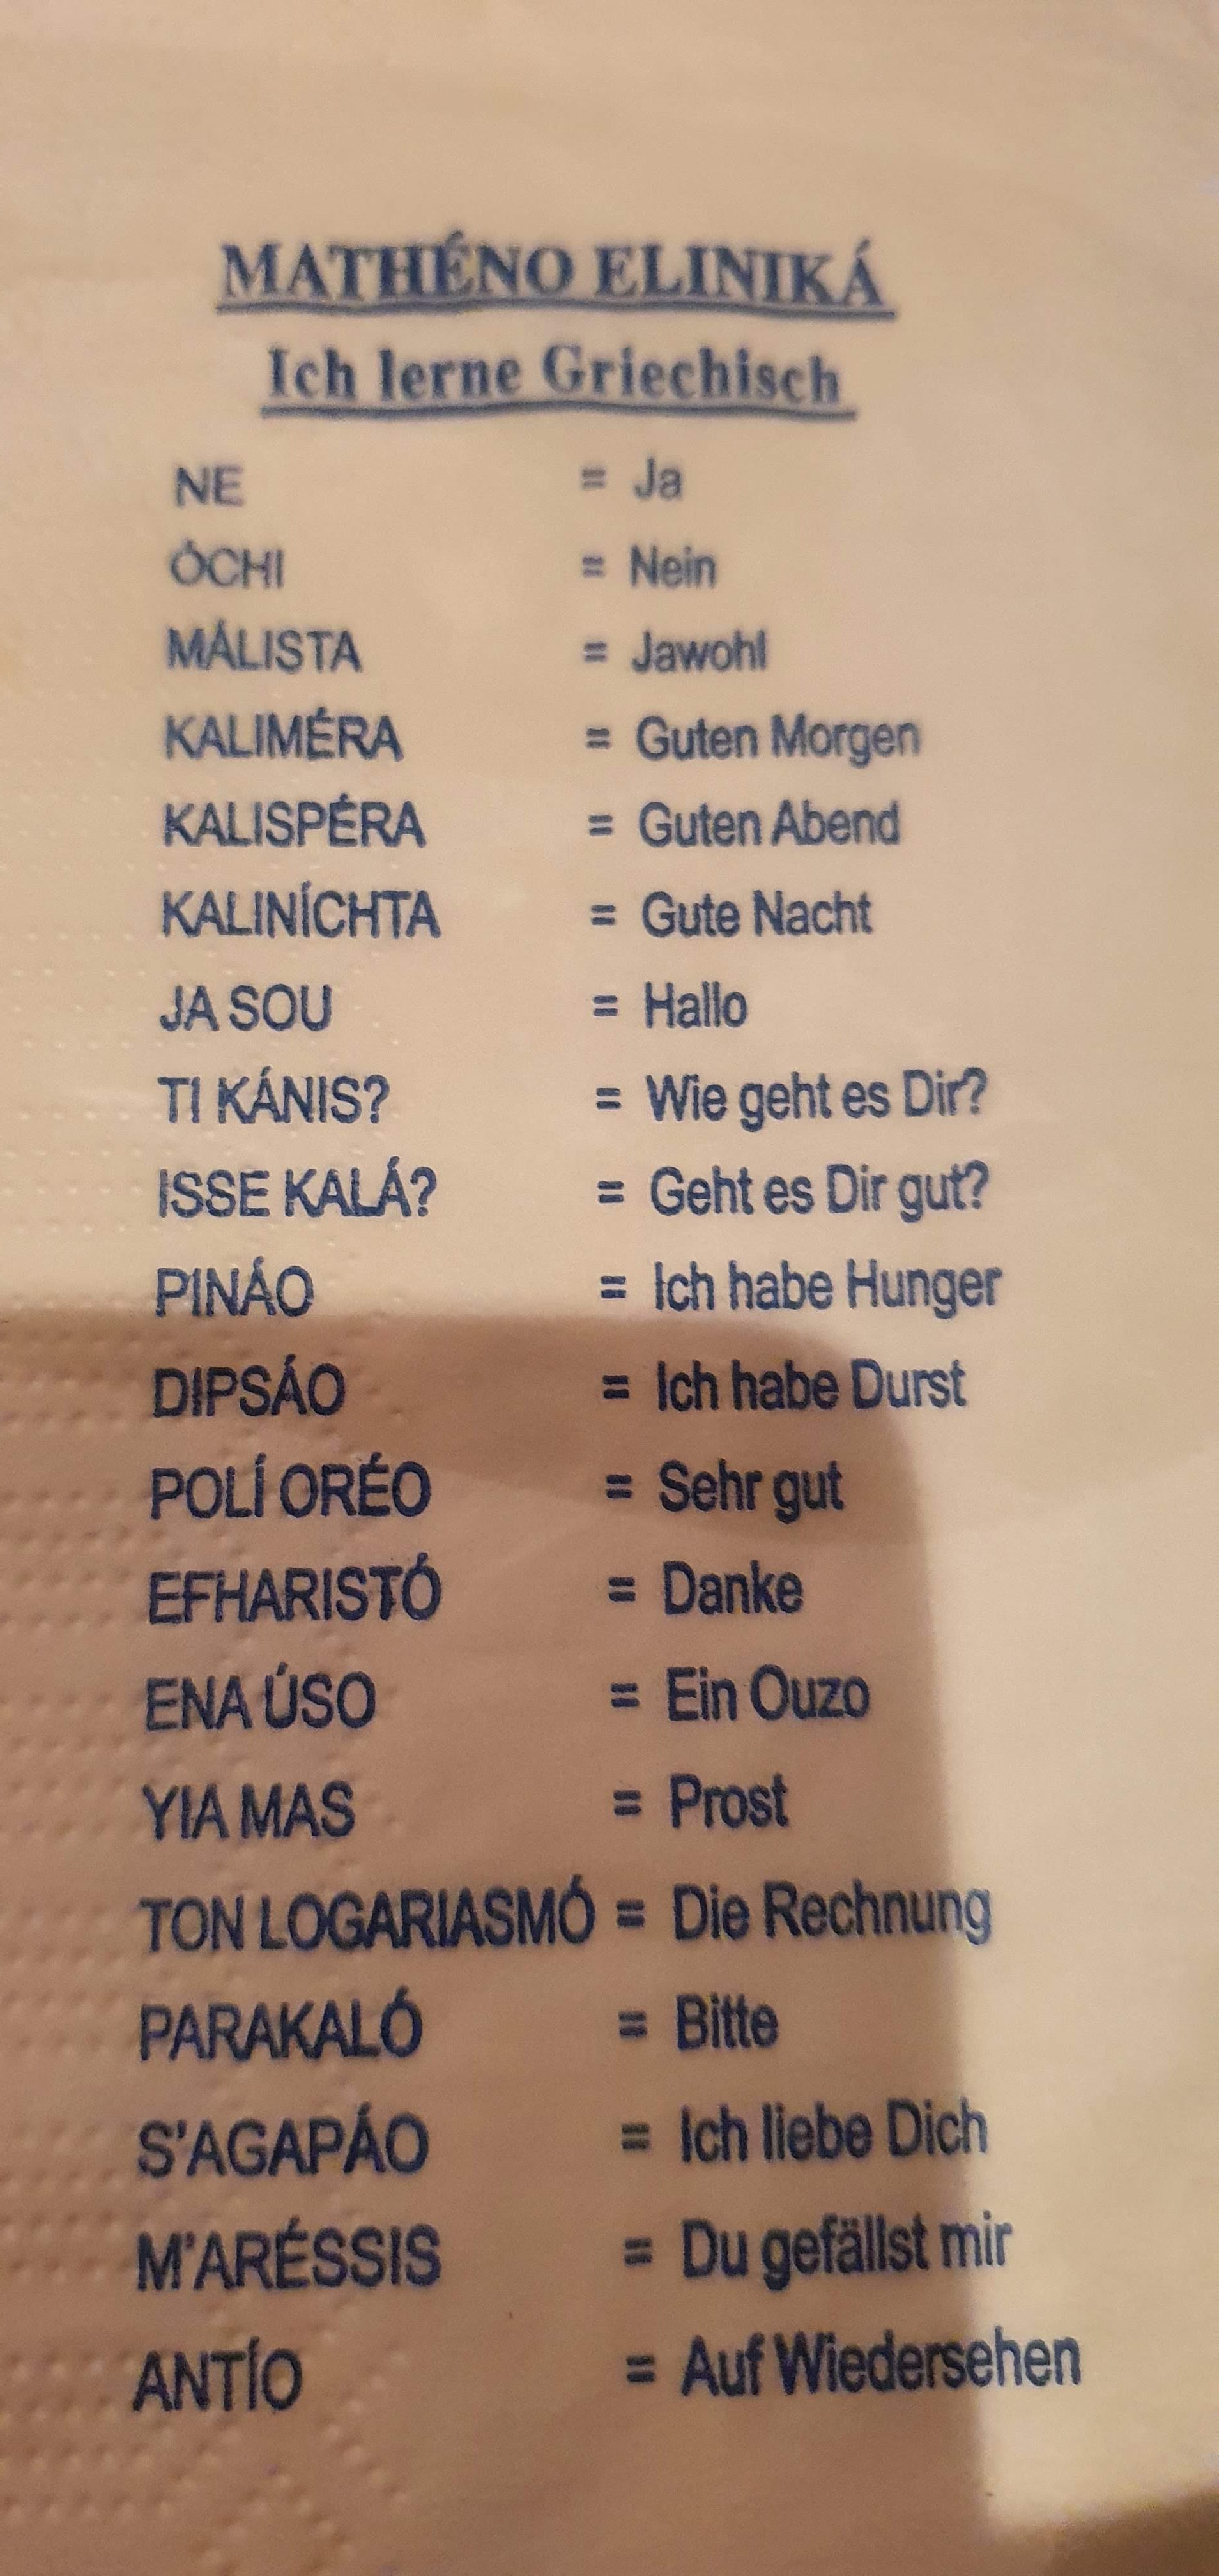 MATHÉNO ELINIKÁ
Ich lerne Griechisch
NE = Ja
ÓCHI = Nein
MÁLISTA = Jawohl
KALIMÉRA = Guten Morgen
KALISPÉRA = Guten Abend
KALINÍCHTA = Gute Nacht
JA SOU = Hallo
TI KÁNIS? = Wie geht es Dir?
ISSE KALÁ? = Geht es Dir gut?
PINÁO = Ich habe Hunger
DIPSÁO = Ich habe Durst
POLÍ ORÉO = Sehr gut
EFHARISTÓ = Danke
ENA ÚSO = Ein Ouzo
YIA MAS = Prost
TON LOGARIASMÓ = Die Rechnung
PARAKALÓ = Bitte
S'AGAPÁO = Ich liebe Dich
M'ARÉSSIS = Du gefällst mir
ANTÍO = Auf Wiedersehen